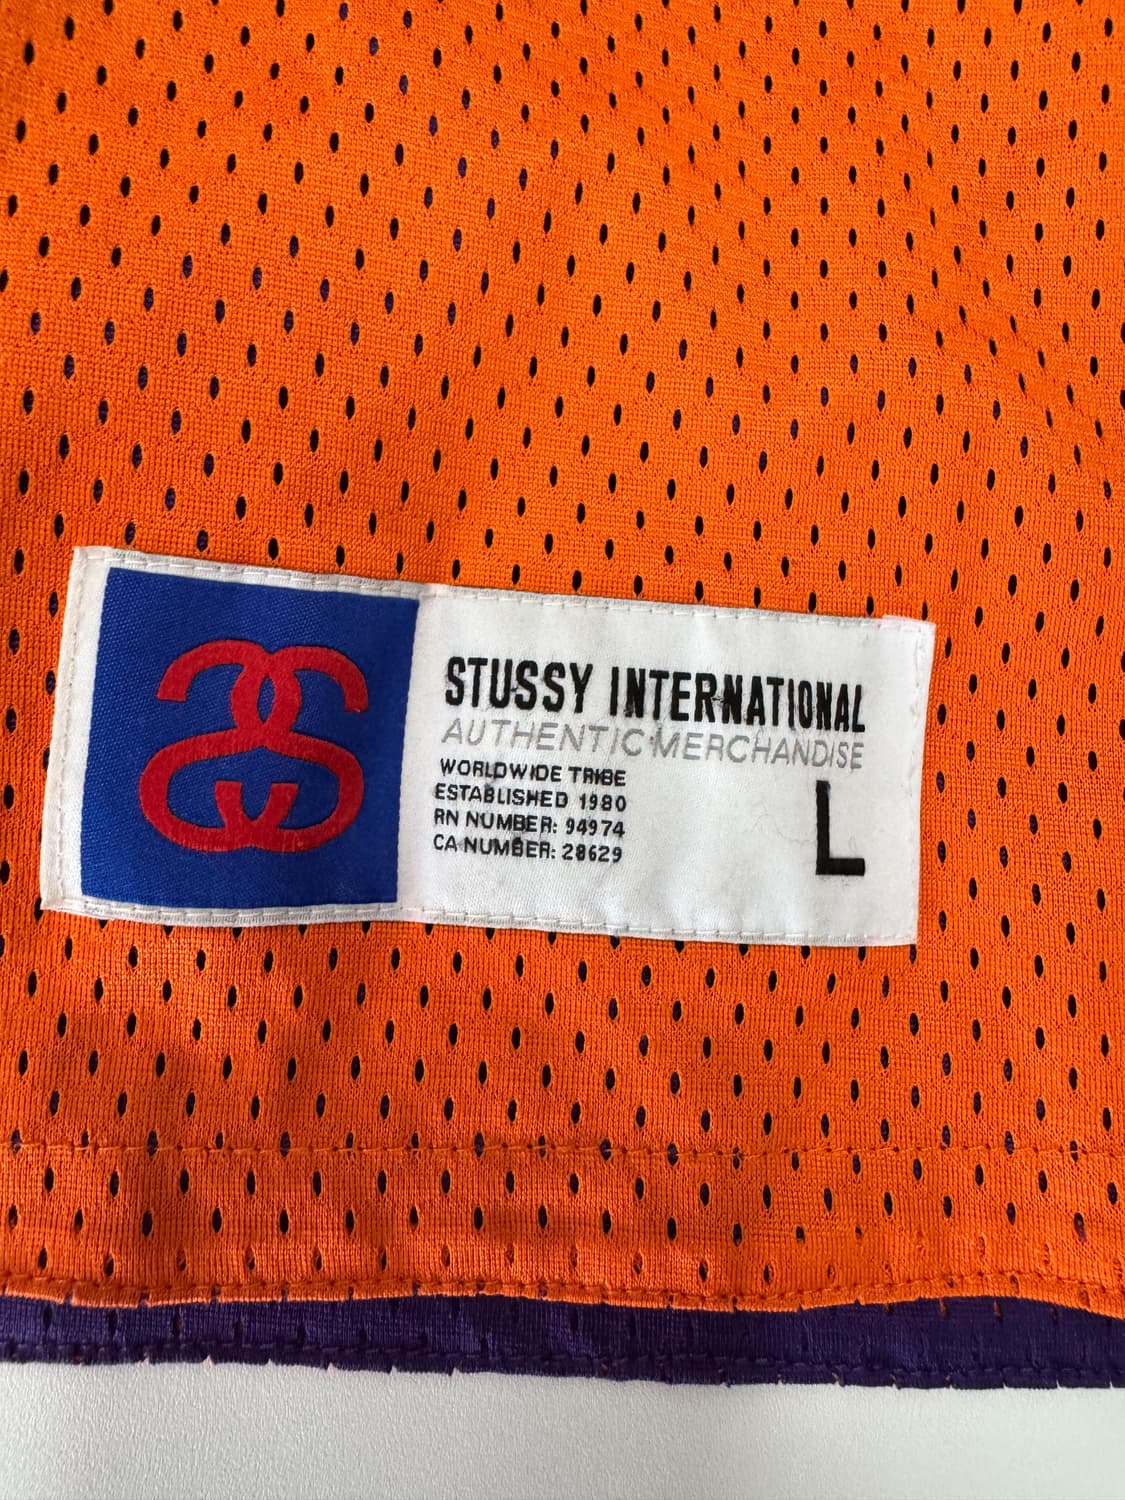 STUSSY INTERNATIONAL
AUTHENTIC MERCHANDISE
WORLDWIDE TRIBE
ESTABLISHED 1980
RN NUMBER: 94974
CA NUMBER: 28629
L